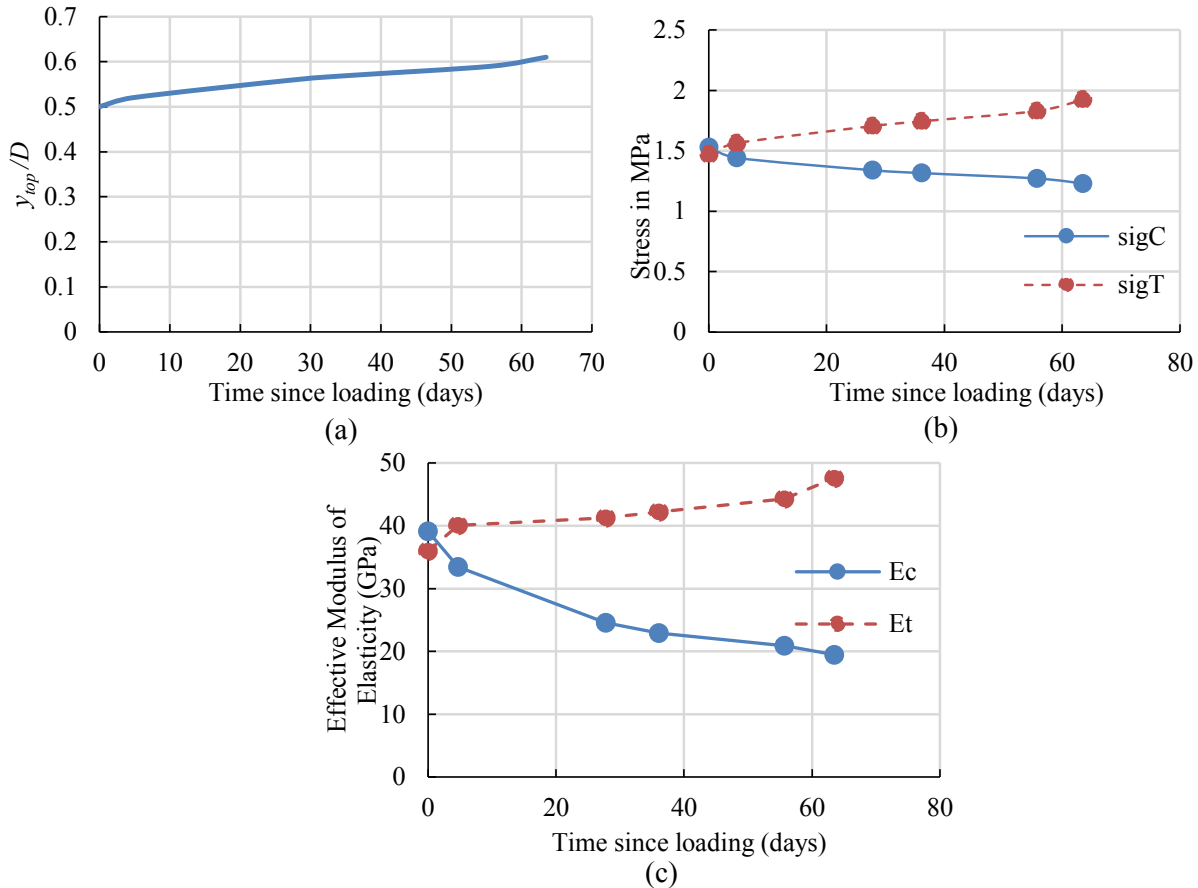 0.7
0.6
0.5
0.4
0.3
0.2
0.1
0
y_top/D
0 10 20 30 40 50 60 70
Time since loading (days)
(a)
2.5
2
1.5
1
0.5
0
Stress in MPa
sigC
sigT
0 20 40 60 80
Time since loading (days)
(b)
50
40
30
20
10
0
Effective Modulus of
Elasticity (GPa)
Ec
Et
0 20 40 60 80
Time since loading (days)
(c)